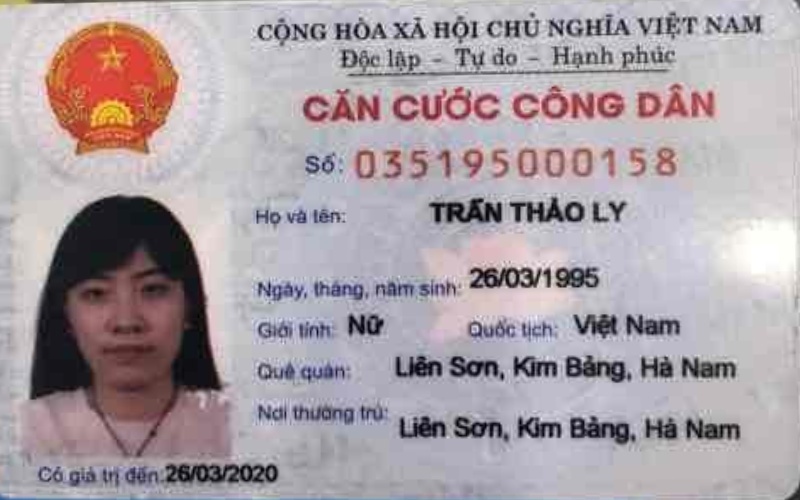 CỘNG HÒA XÃ HỘI CHỦ NGHĨA VIỆT NAM
Độc lập - Tự do - Hạnh phúc
CĂN CƯỚC CÔNG DÂN
Số: 035195000158
Họ và tên: TRẦN THẢO LY
Ngày, tháng, năm sinh: 26/03/1995
Giới tính: Nữ Quốc tịch: Việt Nam
Quê quán: Liên Sơn, Kim Bảng, Hà Nam
Nơi thường trú: Liên Sơn, Kim Bảng, Hà Nam
Có giá trị đến: 26/03/2020